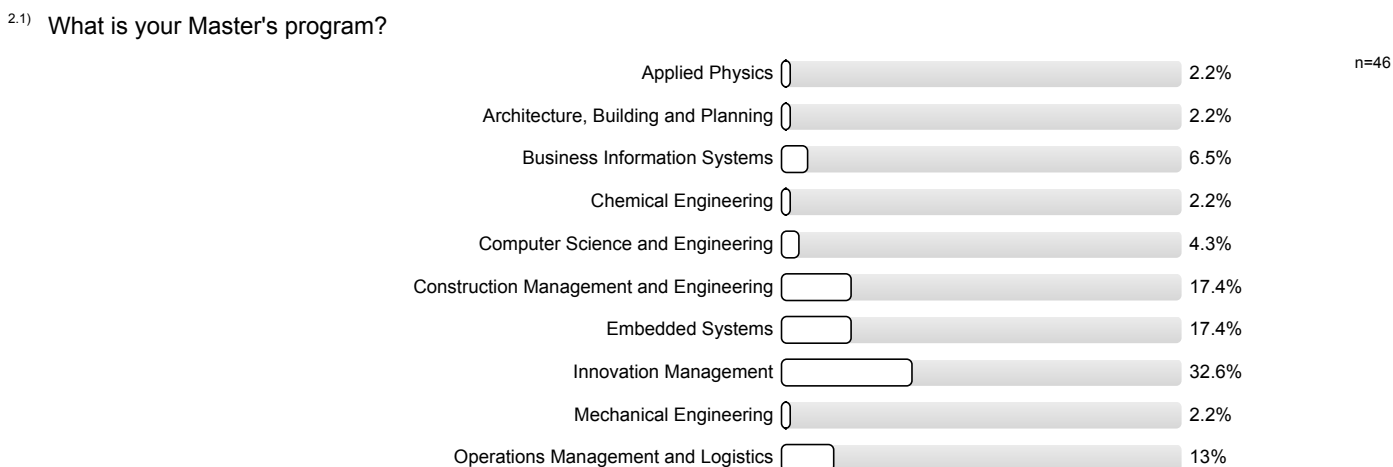 2.1) What is your Master's program?
n=46
Applied Physics 2.2%
Architecture, Building and Planning 2.2%
Business Information Systems 6.5%
Chemical Engineering 2.2%
Computer Science and Engineering 4.3%
Construction Management and Engineering 17.4%
Embedded Systems 17.4%
Innovation Management 32.6%
Mechanical Engineering 2.2%
Operations Management and Logistics 13%